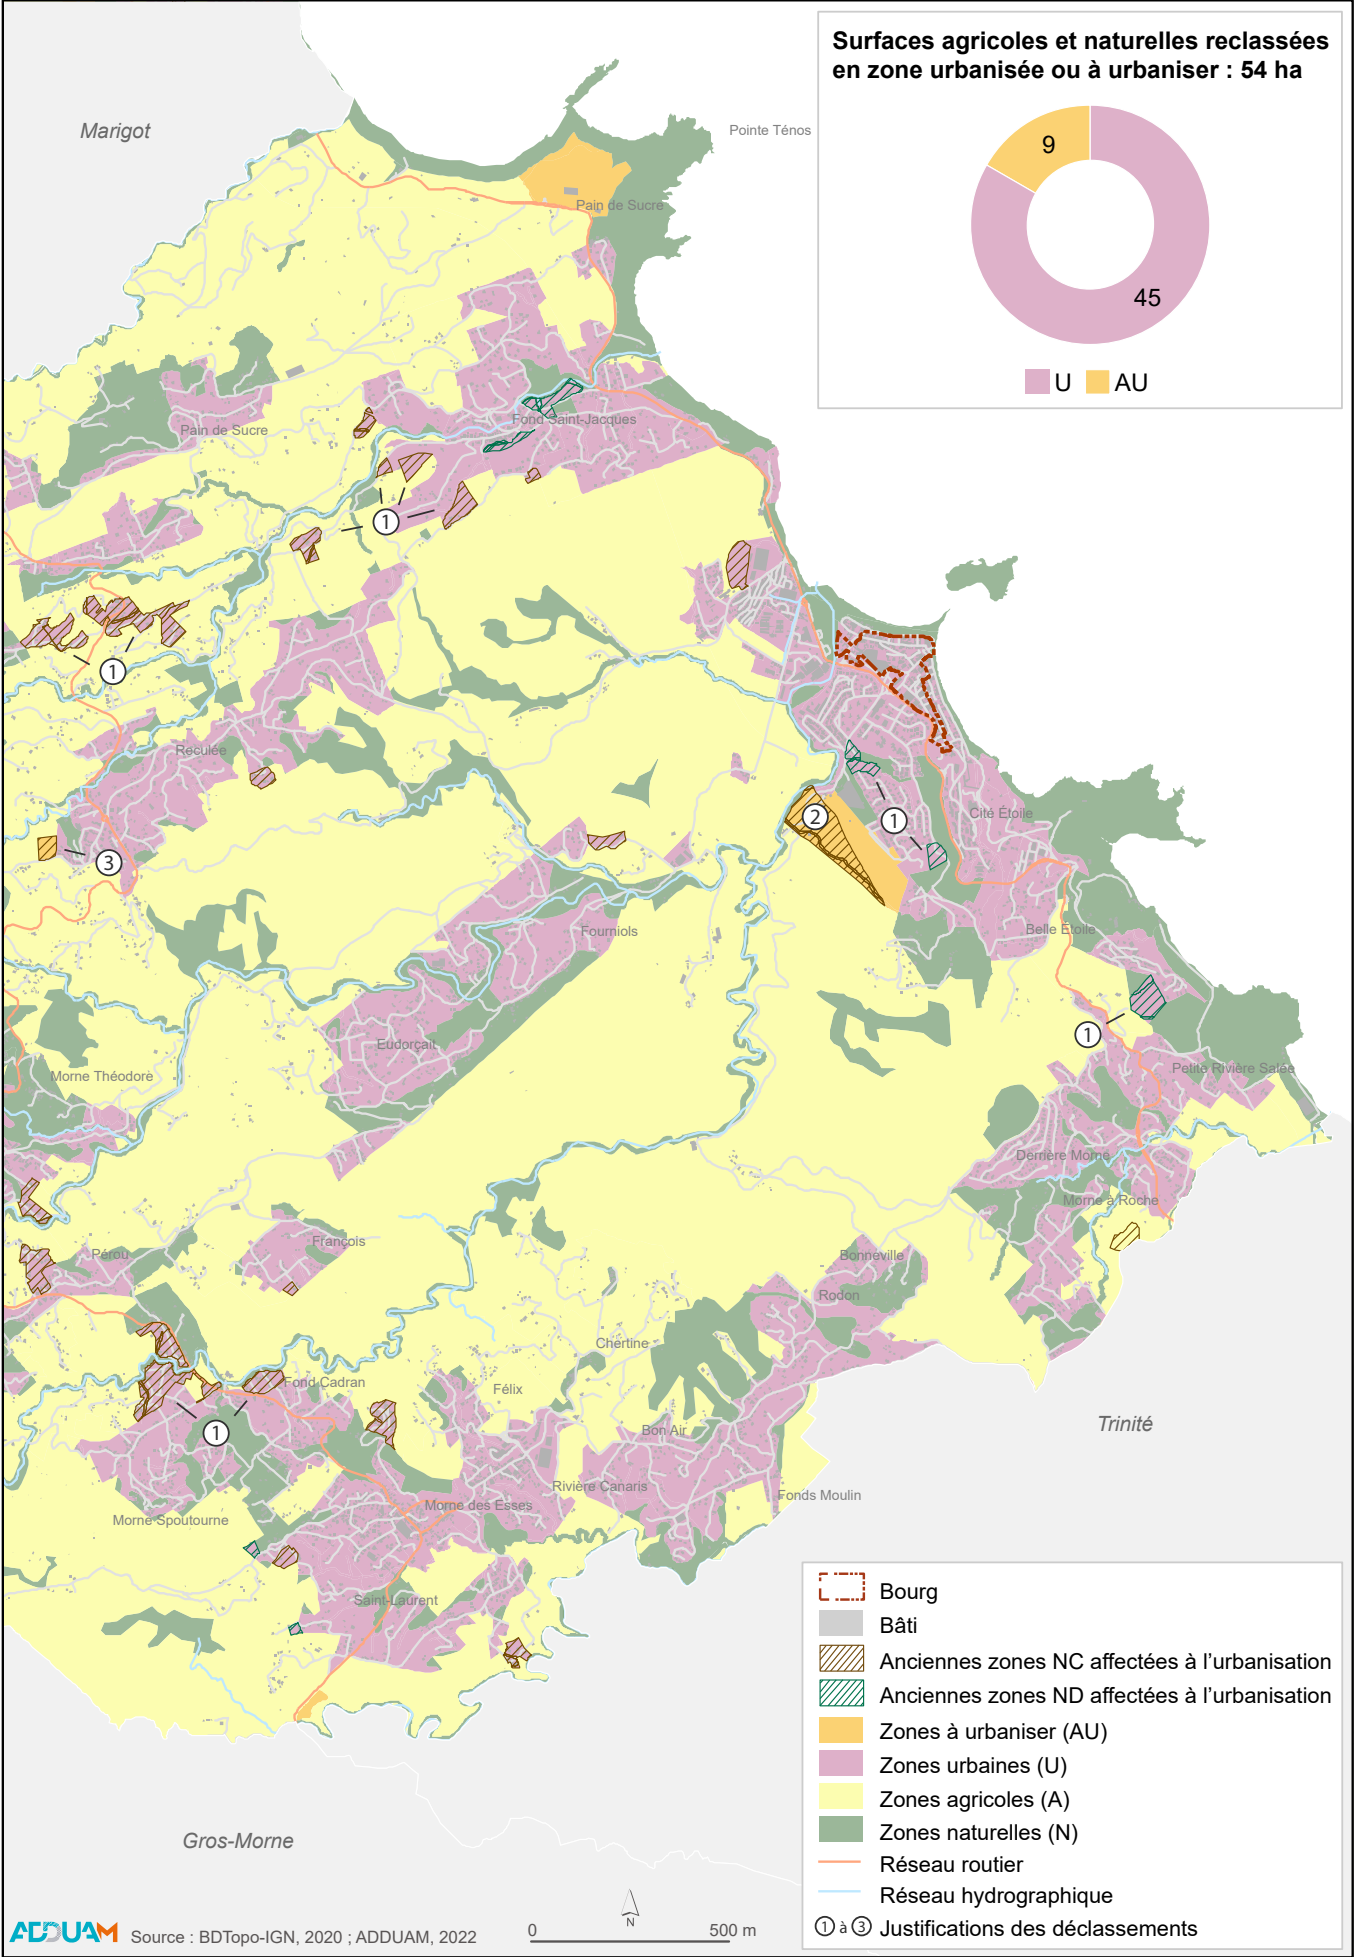 Surfaces agricoles et naturelles reclassées
en zone urbanisée ou à urbaniser : 54 ha
9
45
U AU
Marigot
Pointe Ténos
Pain de Sucre
Pain de Sucre
Fond Saint-Jacques
1
1
Reculée
3
2
1
Cité Étoile
Belle Étoile
Fourniols
1
Eudorçait
Morne Théodore
Petite Rivière Salée
Derrière Morne
Morne à Roche
Pérou
François
Bonneville
Rodon
Chertine
Fond Cadran
Félix
1
Bon Air
Trinité
Rivière Canaris
Fonds Moulin
Morne des Esses
Morne Spoutourne
Saint-Laurent
Gros-Morne
Bourg
Bâti
Anciennes zones NC affectées à l'urbanisation
Anciennes zones ND affectées à l'urbanisation
Zones à urbaniser (AU)
Zones urbaines (U)
Zones agricoles (A)
Zones naturelles (N)
Réseau routier
Réseau hydrographique
1 à 3 Justifications des déclassements
ADDUAM Source : BDTopo-IGN, 2020 ; ADDUAM, 2022
N
0 500 m